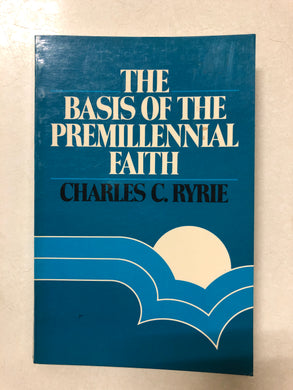 THE
BASIS OF THE
PREMILLENNIAL
FAITH
CHARLES C. RYRIE